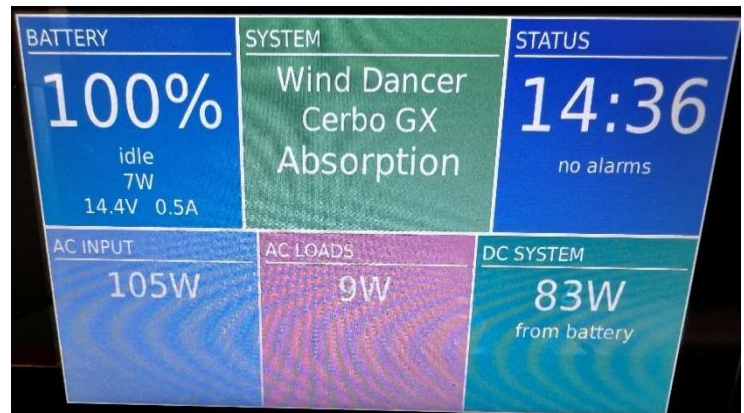 BATTERY
100%
idle
7W
14.4V 0.5A
SYSTEM
Wind Dancer
Cerbo GX
Absorption
STATUS
14:36
no alarms
AC INPUT
105W
AC LOADS
9W
DC SYSTEM
83W
from battery